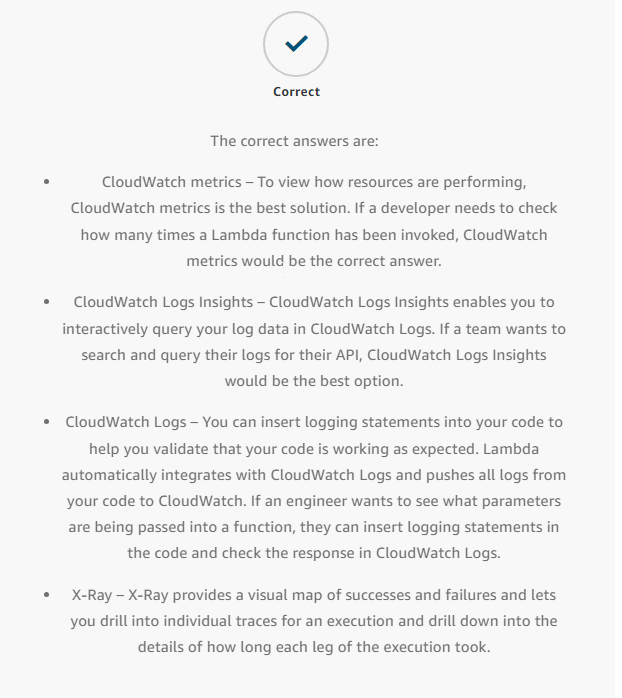 Correct
The correct answers are:
• CloudWatch metrics – To view how resources are performing,
CloudWatch metrics is the best solution. If a developer needs to check
how many times a Lambda function has been invoked, CloudWatch
metrics would be the correct answer.
• CloudWatch Logs Insights – CloudWatch Logs Insights enables you to
interactively query your log data in CloudWatch Logs. If a team wants to
search and query their logs for their API, CloudWatch Logs Insights
would be the best option.
• CloudWatch Logs – You can insert logging statements into your code to
help you validate that your code is working as expected. Lambda
automatically integrates with CloudWatch Logs and pushes all logs from
your code to CloudWatch. If an engineer wants to see what parameters
are being passed into a function, they can insert logging statements in
the code and check the response in CloudWatch Logs.
• X-Ray – X-Ray provides a visual map of successes and failures and lets
you drill into individual traces for an execution and drill down into the
details of how long each leg of the execution took.